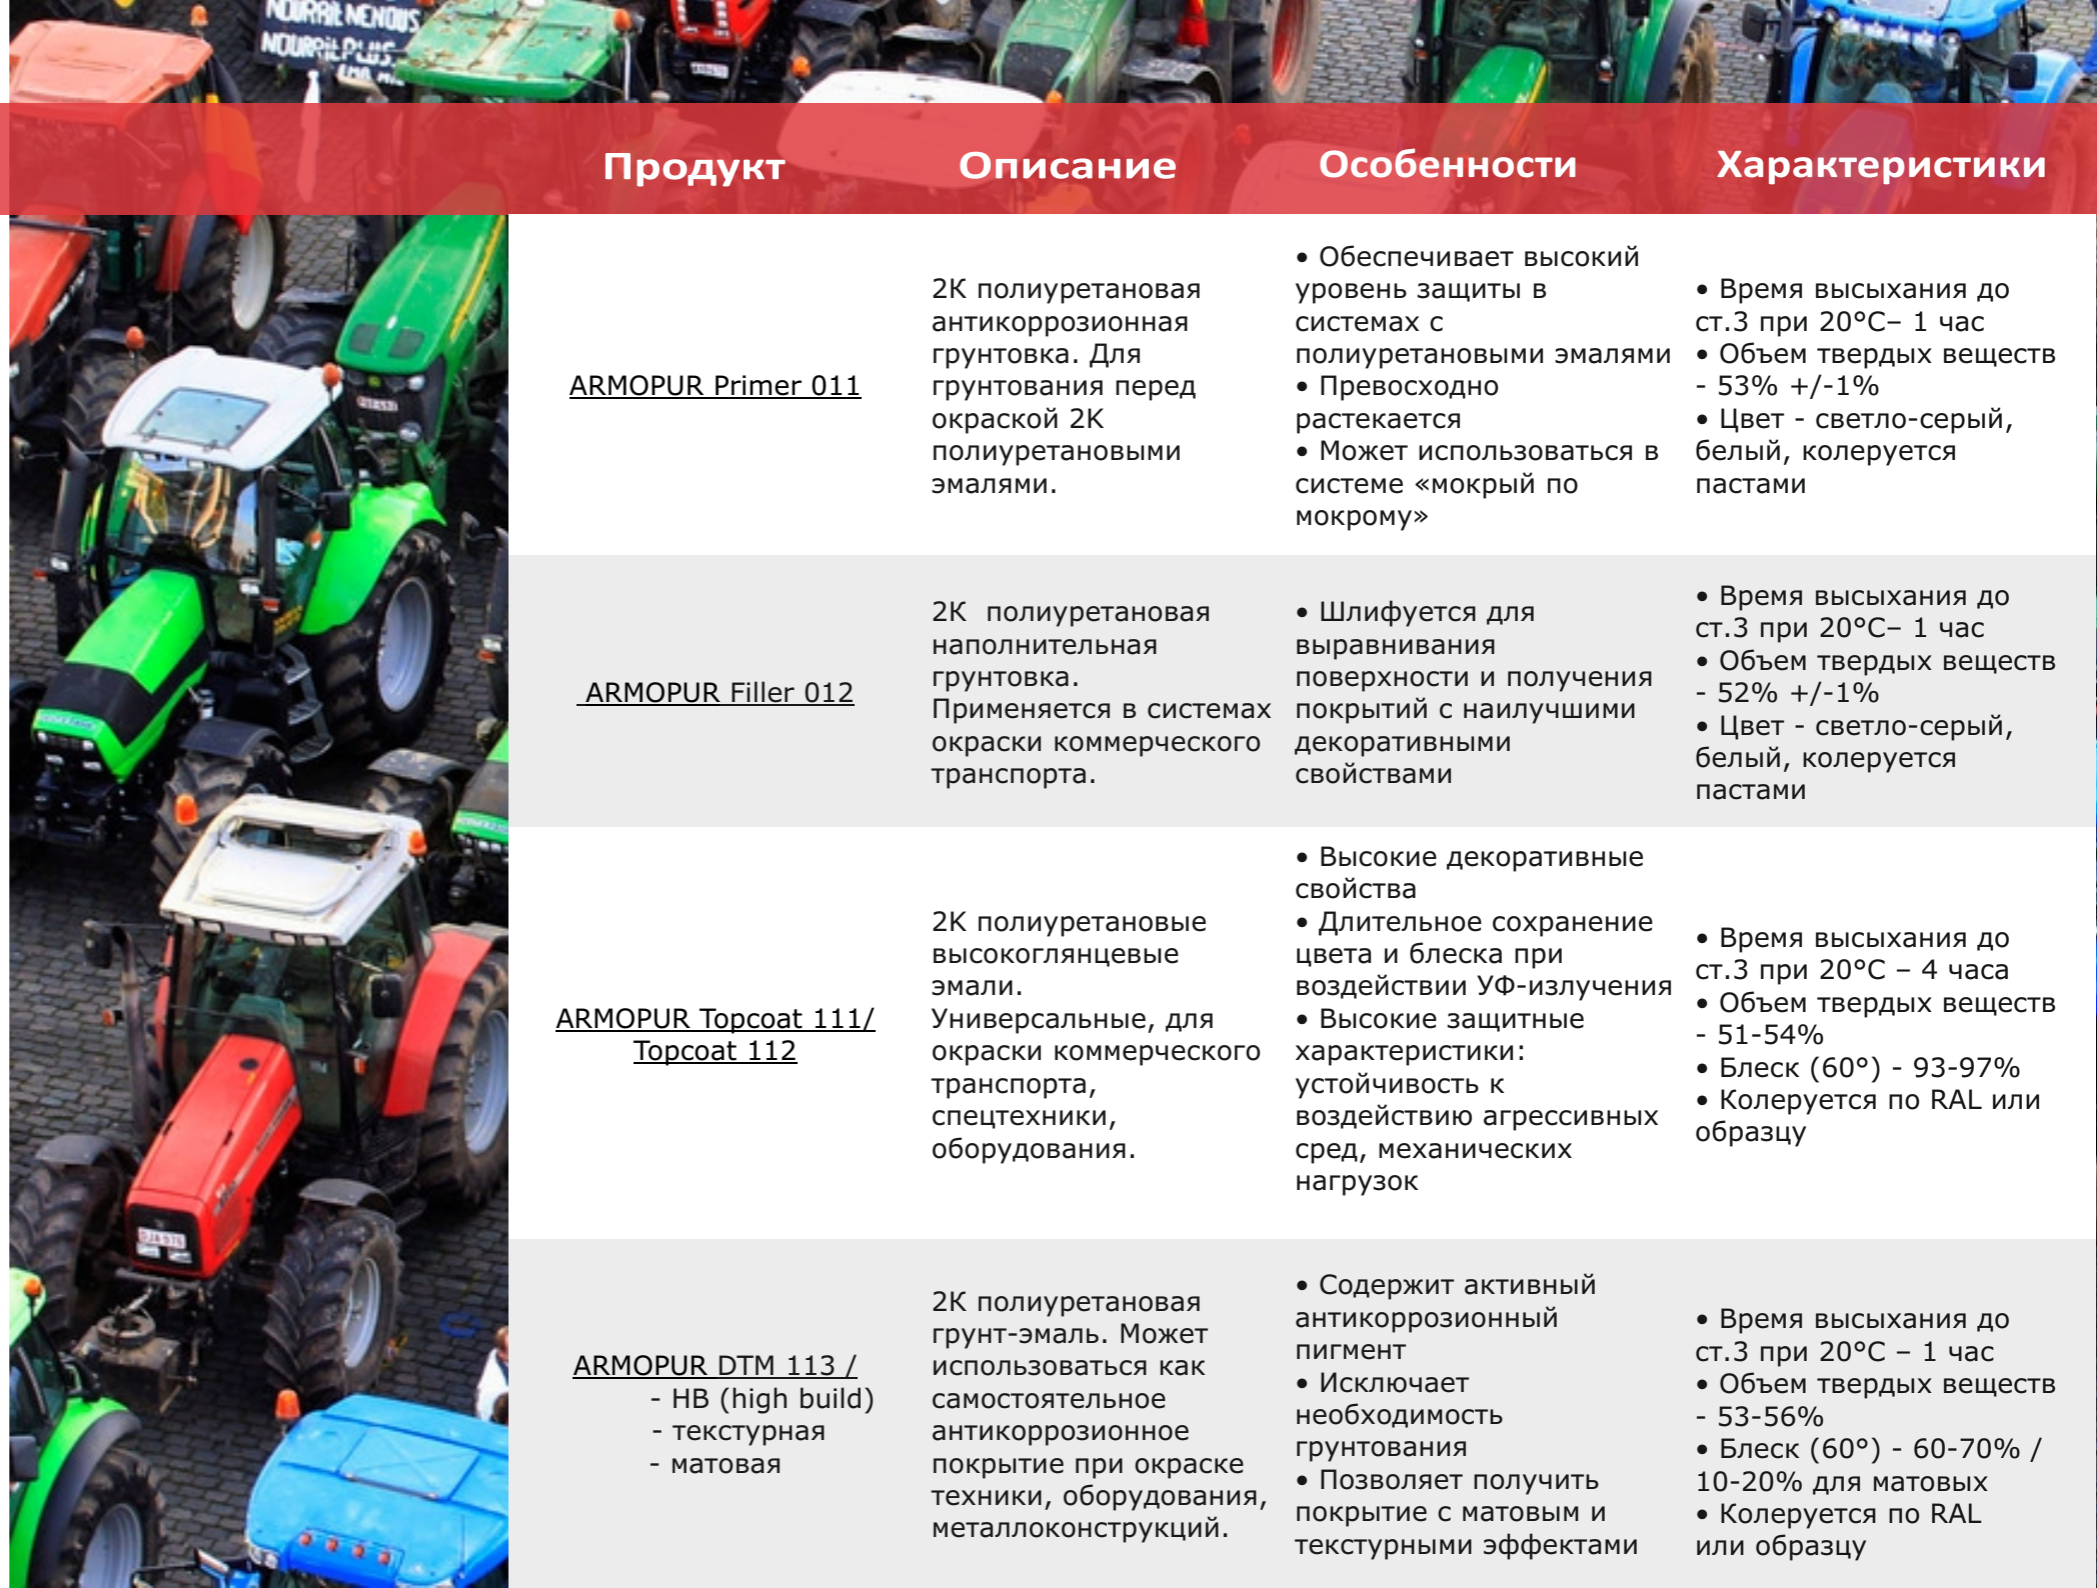 NOURRIL NENOUS
NOURRIL PLUS
Продукт
Описание
Особенности
Характеристики
ARMOPUR Primer 011
2К полиуретановая
антикоррозионная
грунтовка. Для
грунтования перед
окраской 2К
полиуретановыми
эмалями.
• Обеспечивает высокий
уровень защиты в
системах с
полиуретановыми эмалями
• Превосходно
растекается
• Может использоваться в
системе «мокрый по
мокрому»
• Время высыхания до
ст.3 при 20°С– 1 час
• Объем твердых веществ
- 53% +/-1%
• Цвет - светло-серый,
белый, колеруется
пастами
ARMOPUR Filler 012
2К полиуретановая
наполнительная
грунтовка.
Применяется в системах
окраски коммерческого
транспорта.
• Шлифуется для
выравнивания
поверхности и получения
покрытий с наилучшими
декоративными
свойствами
• Время высыхания до
ст.3 при 20°С– 1 час
• Объем твердых веществ
- 52% +/-1%
• Цвет - светло-серый,
белый, колеруется
пастами
ARMOPUR Topcoat 111/
Topcoat 112
2К полиуретановые
высокоглянцевые
эмали.
Универсальные, для
окраски коммерческого
транспорта,
спецтехники,
оборудования.
• Высокие декоративные
свойства
• Длительное сохранение
цвета и блеска при
воздействии УФ-излучения
• Высокие защитные
характеристики:
устойчивость к
воздействию агрессивных
сред, механических
нагрузок
• Время высыхания до
ст.3 при 20°С – 4 часа
• Объем твердых веществ
- 51-54%
• Блеск (60°) - 93-97%
• Колеруется по RAL или
образцу
ARMOPUR DTM 113 /
- HB (high build)
- текстурная
- матовая
2К полиуретановая
грунт-эмаль. Может
использоваться как
самостоятельное
антикоррозионное
покрытие при окраске
техники, оборудования,
металлоконструкций.
• Содержит активный
антикоррозионный
пигмент
• Исключает
необходимость
грунтования
• Позволяет получить
покрытие с матовым и
текстурными эффектами
• Время высыхания до
ст.3 при 20°С – 1 час
• Объем твердых веществ
- 53-56%
• Блеск (60°) - 60-70% /
10-20% для матовых
• Колеруется по RAL
или образцу